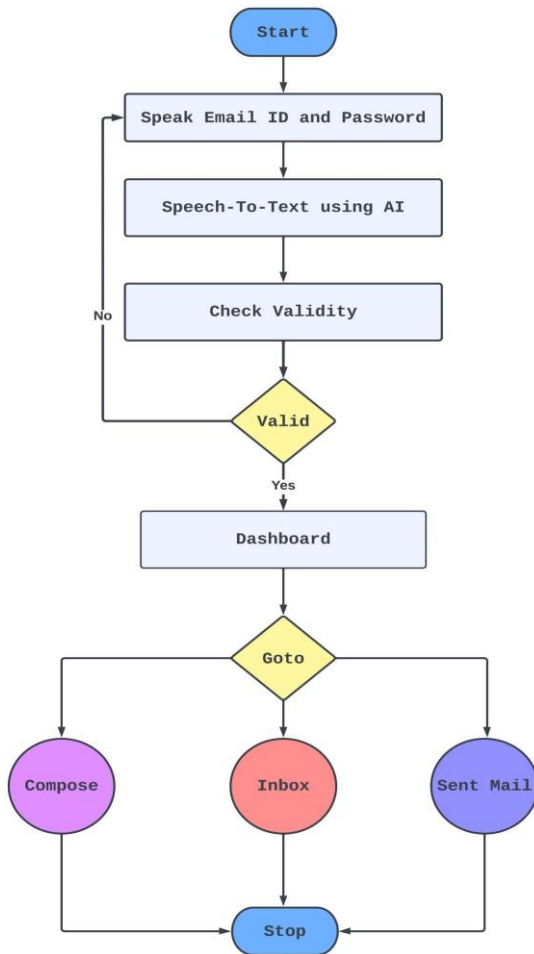 Start
Speak Email ID and Password
Speech-To-Text using AI
Check Validity
No
Valid
Yes
Dashboard
Goto
Compose
Inbox
Sent Mail
Stop